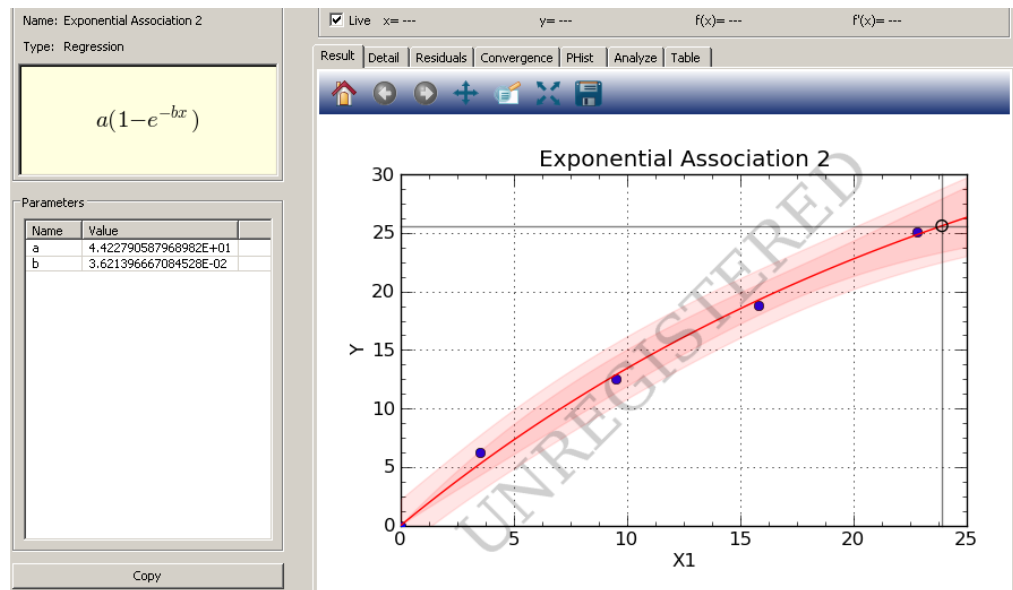 Name: Exponential Association 2
Type: Regression
a(1−e^{−bx})
Parameters
Name Value
a 4.422790587968982E+01
b 3.621396667084528E-02
Copy
Live x= --- y= --- f(x)= --- f'(x)= ---
Result Detail Residuals Convergence PHist Analyze Table
Exponential Association 2
30
25
20
15
10
5
0
Y
0 5 10 15 20 25
X1
UNREGISTERED